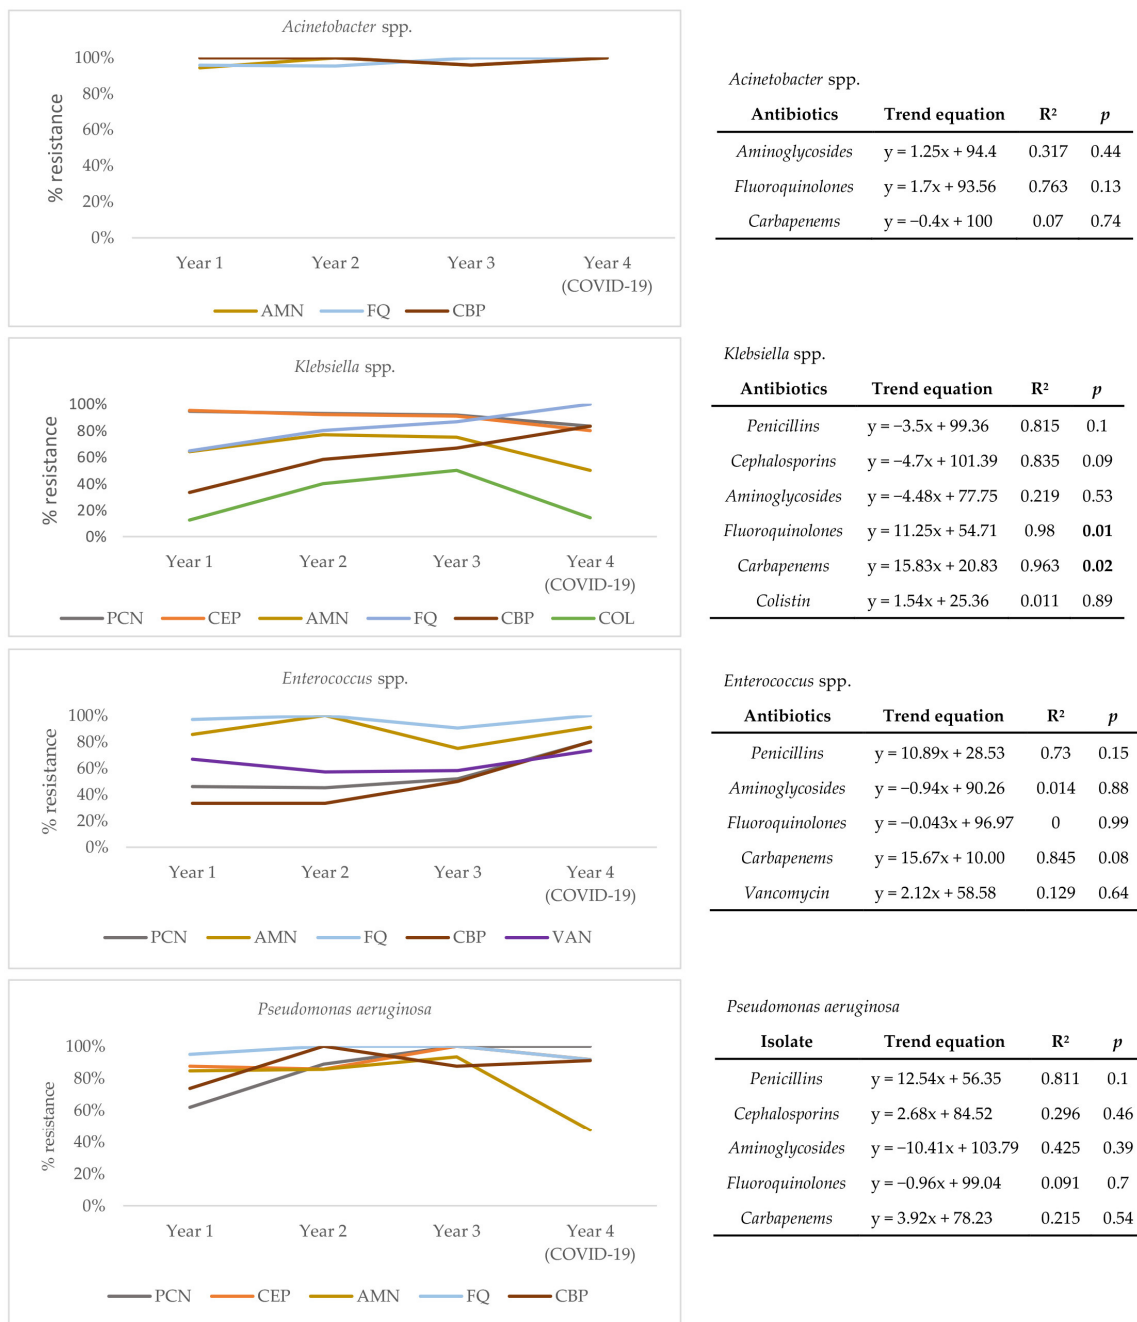 Acinetobacter spp.
% resistance
100%
80%
60%
40%
20%
0%
Year 1 Year 2 Year 3 Year 4
(COVID-19)
AMN FQ CBP
Acinetobacter spp.
Antibiotics Trend equation R² p
Aminoglycosides y = 1.25x + 94.4 0.317 0.44
Fluoroquinolones y = 1.7x + 93.56 0.763 0.13
Carbapenems y = −0.4x + 100 0.07 0.74
Klebsiella spp.
% resistance
100%
80%
60%
40%
20%
0%
Year 1 Year 2 Year 3 Year 4
(COVID-19)
PCN CEP AMN FQ CBP COL
Klebsiella spp.
Antibiotics Trend equation R² p
Penicillins y = −3.5x + 99.36 0.815 0.1
Cephalosporins y = −4.7x + 101.39 0.835 0.09
Aminoglycosides y = −4.48x + 77.75 0.219 0.53
Fluoroquinolones y = 11.25x + 54.71 0.98 0.01
Carbapenems y = 15.83x + 20.83 0.963 0.02
Colistin y = 1.54x + 25.36 0.011 0.89
Enterococcus spp.
% resistance
100%
80%
60%
40%
20%
0%
Year 1 Year 2 Year 3 Year 4
(COVID-19)
PCN AMN FQ CBP VAN
Enterococcus spp.
Antibiotics Trend equation R² p
Penicillins y = 10.89x + 28.53 0.73 0.15
Aminoglycosides y = −0.94x + 90.26 0.014 0.88
Fluoroquinolones y = −0.043x + 96.97 0 0.99
Carbapenems y = 15.67x + 10.00 0.845 0.08
Vancomycin y = 2.12x + 58.58 0.129 0.64
Pseudomonas aeruginosa
% resistance
100%
80%
60%
40%
20%
0%
Year 1 Year 2 Year 3 Year 4
(COVID-19)
PCN CEP AMN FQ CBP
Pseudomonas aeruginosa
Isolate Trend equation R² p
Penicillins y = 12.54x + 56.35 0.811 0.1
Cephalosporins y = 2.68x + 84.52 0.296 0.46
Aminoglycosides y = −10.41x + 103.79 0.425 0.39
Fluoroquinolones y = −0.96x + 99.04 0.091 0.7
Carbapenems y = 3.92x + 78.23 0.215 0.54